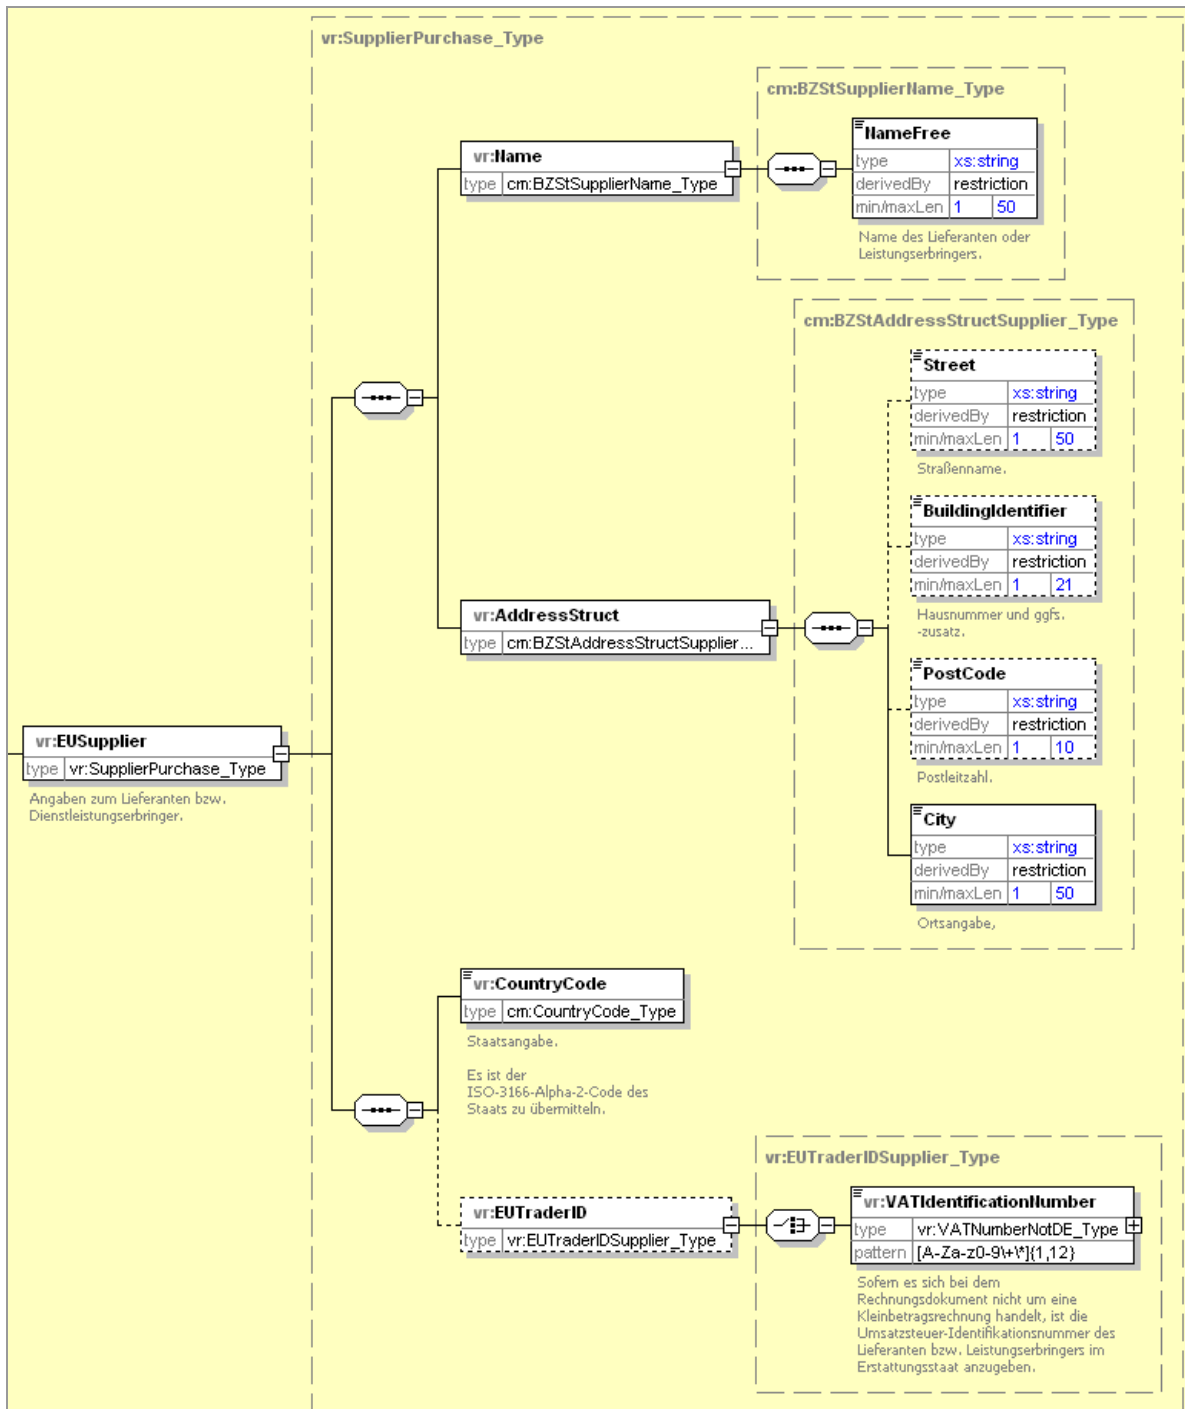 vr:SupplierPurchase_Type
cm:BZStSupplierName_Type
NameFree
type xs:string
derivedBy restriction
min/maxLen 1 50
Name des Lieferanten oder
Leistungserbringers.
vr:Name
type cm:BZStSupplierName_Type
cm:BZStAddressStructSupplier_Type
Street
type xs:string
derivedBy restriction
min/maxLen 1 50
Straßenname.
BuildingIdentifier
type xs:string
derivedBy restriction
min/maxLen 1 21
Hausnummer und ggfs.
-zusatz.
vr:AddressStruct
type cm:BZStAddressStructSupplier...
PostCode
type xs:string
derivedBy restriction
min/maxLen 1 10
Postleitzahl.
City
type xs:string
derivedBy restriction
min/maxLen 1 50
Ortsangabe,
vr:EUSupplier
type vr:SupplierPurchase_Type
Angaben zum Lieferanten bzw.
Dienstleistungserbringer.
vr:CountryCode
type cm:CountryCode_Type
Staatsangabe.
Es ist der
ISO-3166-Alpha-2-Code des
Staats zu übermitteln.
vr:EUTraderIDSupplier_Type
vr:EUTraderID
type vr:EUTraderIDSupplier_Type
vr:VATIdentificationNumber
type vr:VATNumberNotDE_Type
pattern [A-Za-z0-9\+\*]{1,12}
Sofern es sich bei dem
Rechnungsdokument nicht um eine
Kleinbetragsrechnung handelt, ist die
Umsatzsteuer-Identifikationsnummer des
Lieferanten bzw. Leistungserbringers im
Erstattungsstaat anzugeben.